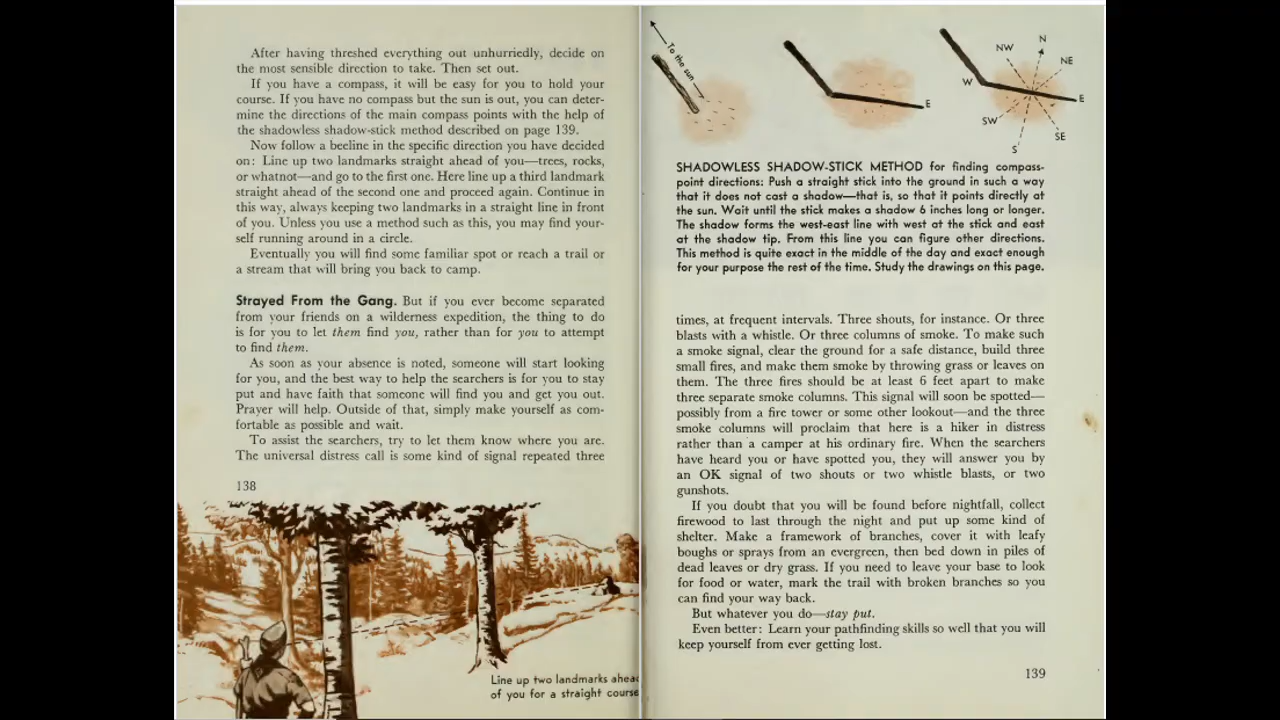 After having threshed everything out unhurriedly, decide on
the most sensible direction to take. Then set out.
If you have a compass, it will be easy for you to hold your
course. If you have no compass but the sun is out, you can deter-
mine the directions of the main compass points with the help of
the shadowless shadow-stick method described on page 139.
Now follow a beeline in the specific direction you have decided
on: Line up two landmarks straight ahead of you—trees, rocks,
or whatnot—and go to the first one. Here line up a third landmark
straight ahead of the second one and proceed again. Continue in
this way, always keeping two landmarks in a straight line in front
of you. Unless you use a method such as this, you may find your-
self running around in a circle.
Eventually you will find some familiar spot or reach a trail or
a stream that will bring you back to camp.
Strayed From the Gang. But if you ever become separated
from your friends on a wilderness expedition, the thing to do
is for you to let them find you, rather than for you to attempt
to find them.
As soon as your absence is noted, someone will start looking
for you, and the best way to help the searchers is for you to stay
put and have faith that someone will find you and get you out.
Prayer will help. Outside of that, simply make yourself as com-
fortable as possible and wait.
To assist the searchers, try to let them know where you are.
The universal distress call is some kind of signal repeated three
138
Line up two landmarks ahead
of you for a straight course
To the sun
E
N
NW
NE
W
E
SW
SE
S
SHADOWLESS SHADOW-STICK METHOD for finding compass-
point directions: Push a straight stick into the ground in such a way
that it does not cast a shadow—that is, so that it points directly at
the sun. Wait until the stick makes a shadow 6 inches long or longer.
The shadow forms the west-east line with west at the stick and east
at the shadow tip. From this line you can figure other directions.
This method is quite exact in the middle of the day and exact enough
for your purpose the rest of the time. Study the drawings on this page.
times, at frequent intervals. Three shouts, for instance. Or three
blasts with a whistle. Or three columns of smoke. To make such
a smoke signal, clear the ground for a safe distance, build three
small fires, and make them smoke by throwing grass or leaves on
them. The three fires should be at least 6 feet apart to make
three separate smoke columns. This signal will soon be spotted—
possibly from a fire tower or some other lookout—and the three
smoke columns will proclaim that here is a hiker in distress
rather than a camper at his ordinary fire. When the searchers
have heard you or have spotted you, they will answer you by
an OK signal of two shouts or two whistle blasts, or two
gunshots.
If you doubt that you will be found before nightfall, collect
firewood to last through the night and put up some kind of
shelter. Make a framework of branches, cover it with leafy
boughs or sprays from an evergreen, then bed down in piles of
dead leaves or dry grass. If you need to leave your base to look
for food or water, mark the trail with broken branches so you
can find your way back.
But whatever you do—stay put.
Even better: Learn your pathfinding skills so well that you will
keep yourself from ever getting lost.
139